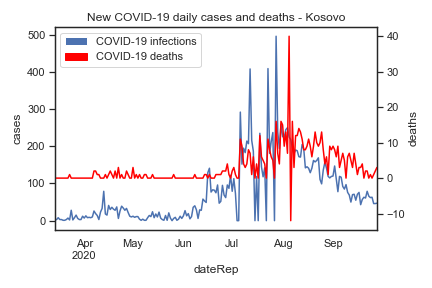 New COVID-19 daily cases and deaths - Kosovo
COVID-19 infections
COVID-19 deaths
500
400
300
200
100
0
cases
40
30
20
10
0
−10
deaths
Apr
2020
May
Jun
Jul
Aug
Sep
dateRep